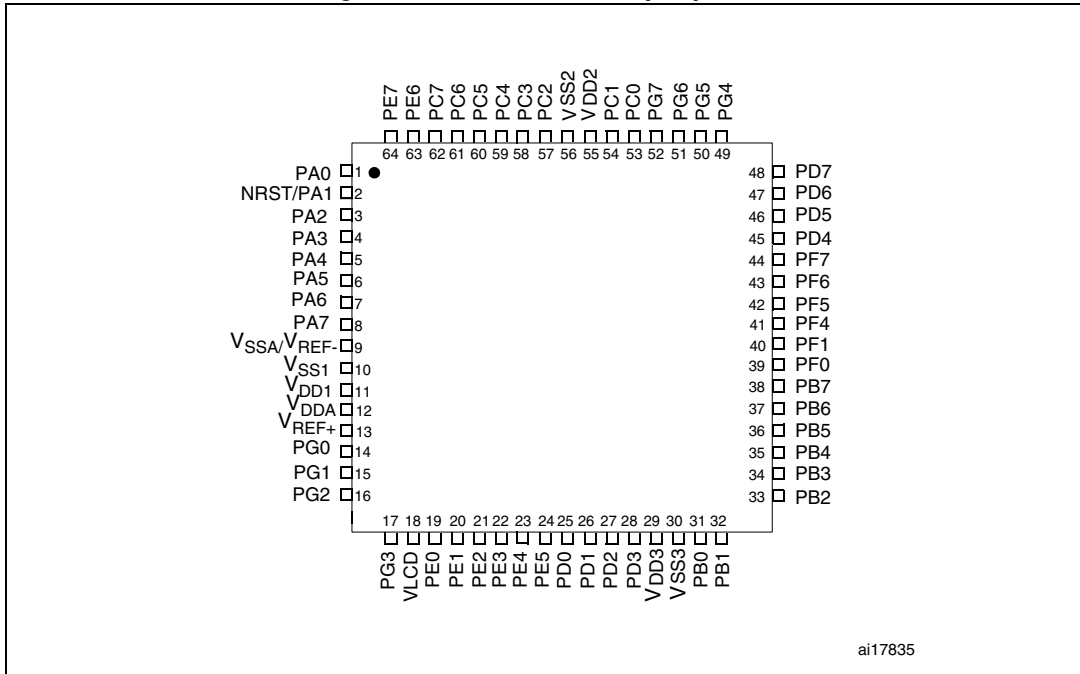 PE7 PE6 PC7 PC6 PC5 PC4 PC3 PC2 VSS2 VDD2 PC1 PC0 PG7 PG6 PG5 PG4
64 63 62 61 60 59 58 57 56 55 54 53 52 51 50 49
PA0 1 48 PD7
NRST/PA1 2 47 PD6
PA2 3 46 PD5
PA3 4 45 PD4
PA4 5 44 PF7
PA5 6 43 PF6
PA6 7 42 PF5
PA7 8 41 PF4
VSSA/VREF- 9 40 PF1
VSS1 10 39 PF0
VDD1 11 38 PB7
VDDA 12 37 PB6
VREF+ 13 36 PB5
PG0 14 35 PB4
PG1 15 34 PB3
PG2 16 33 PB2
17 18 19 20 21 22 23 24 25 26 27 28 29 30 31 32
PG3 VLCD PE0 PE1 PE2 PE3 PE4 PE5 PD0 PD1 PD2 PD3 VDD3 VSS3 PB0 PB1
ai17835